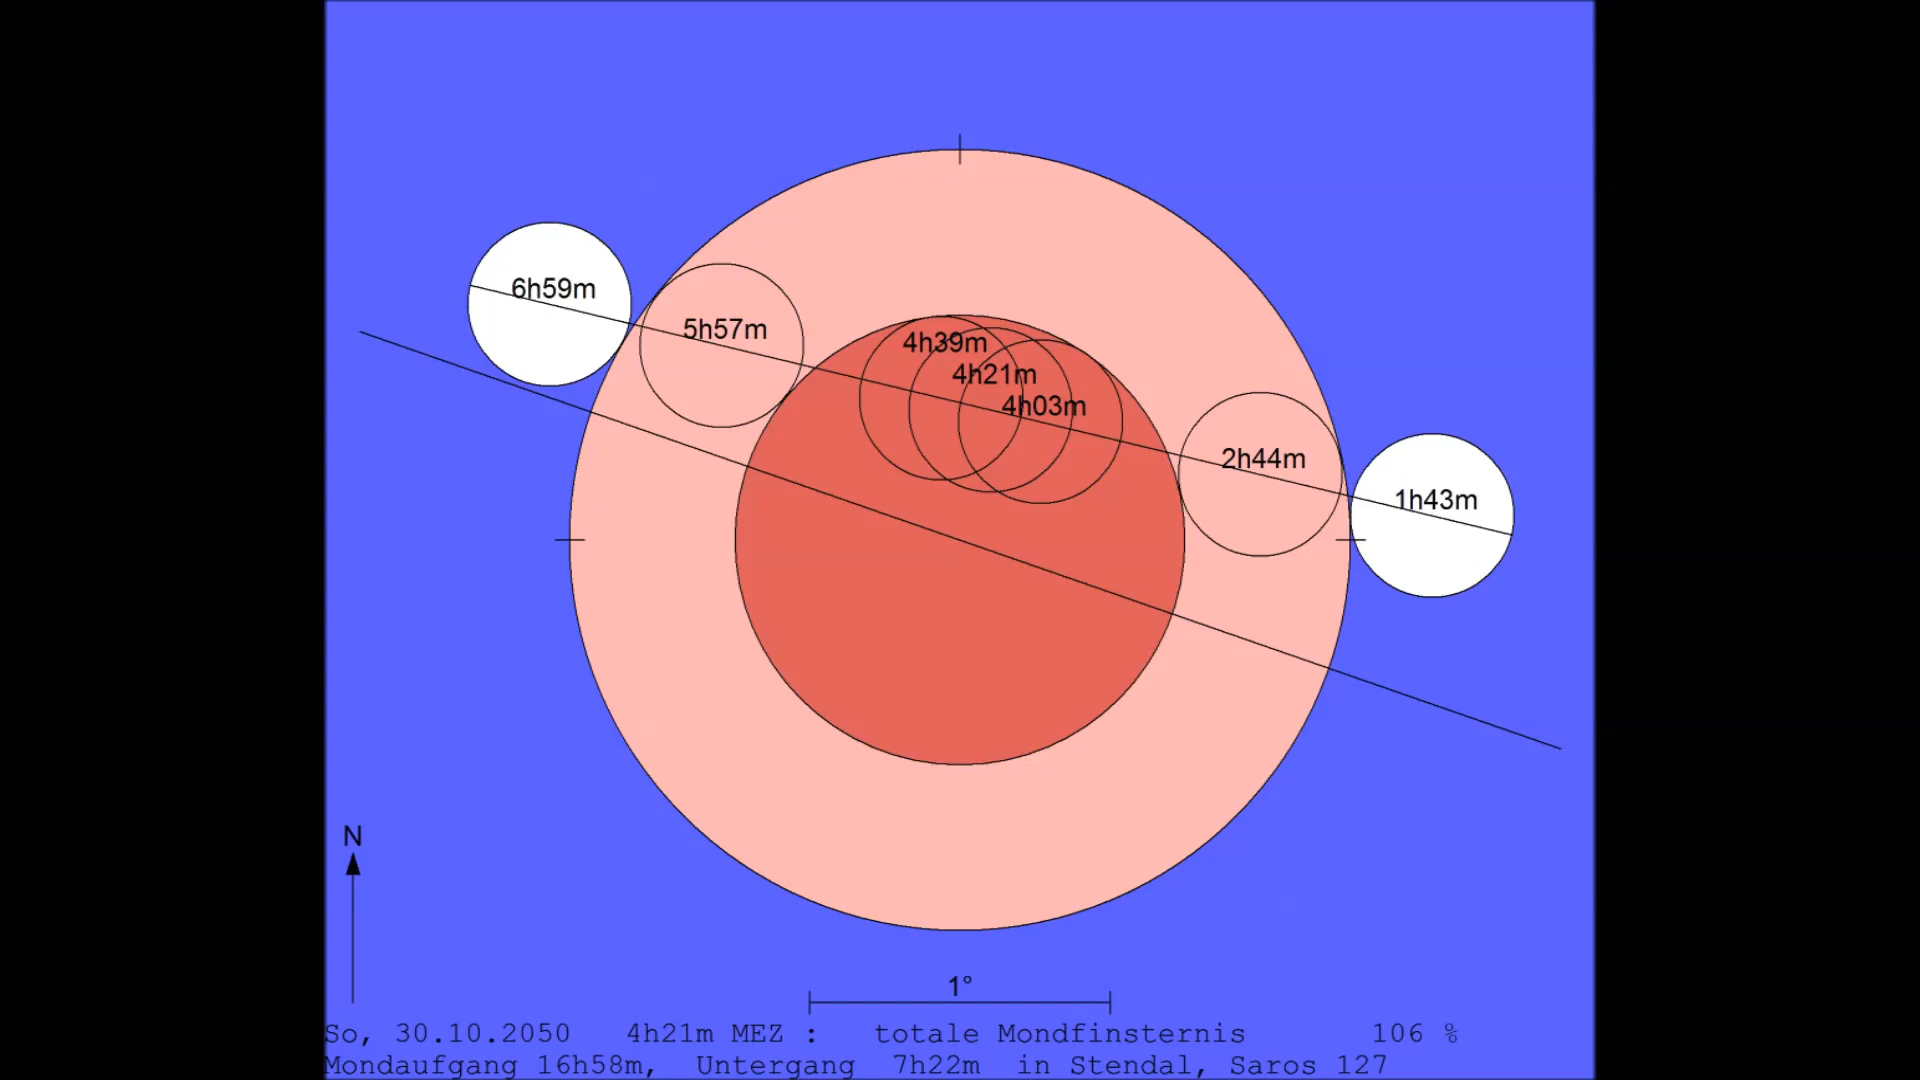 6h59m
5h57m
4h39m
4h21m
4h03m
2h44m
1h43m
N
1°
So, 30.10.2050 4h21m MEZ : totale Mondfinsternis 106 %
Mondaufgang 16h58m, Untergang 7h22m in Stendal, Saros 127